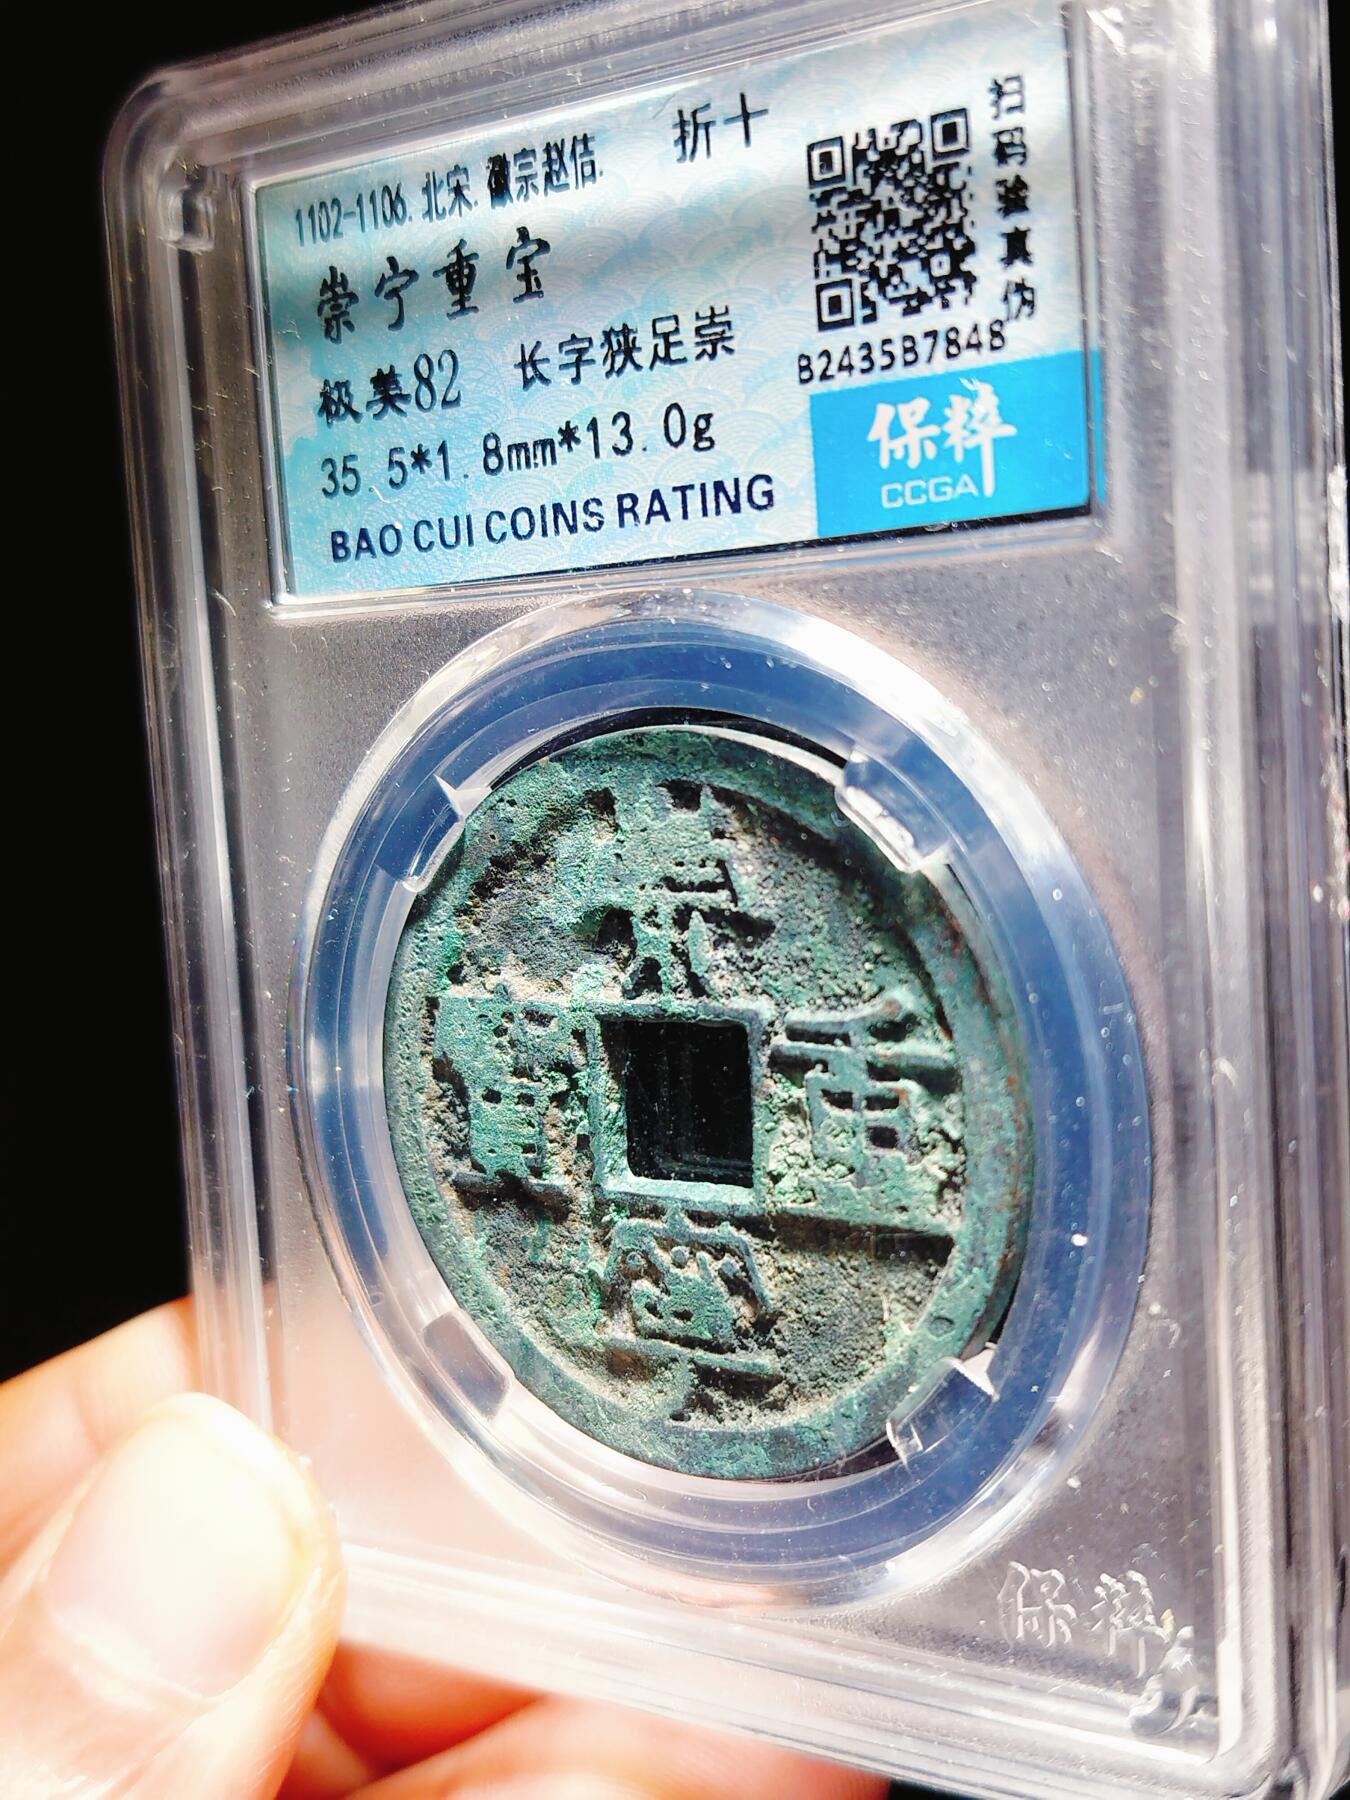 1102-1106. 北宋. 徽宗赵佶. 折十
崇宁重宝
极美82 长字狭足崇
35.5*1.8mm*13.0g
BAO CUI COINS RATING
扫码验真伪
B2435B7848
保粹
CCGA
崇
寶 重
寧
保粹